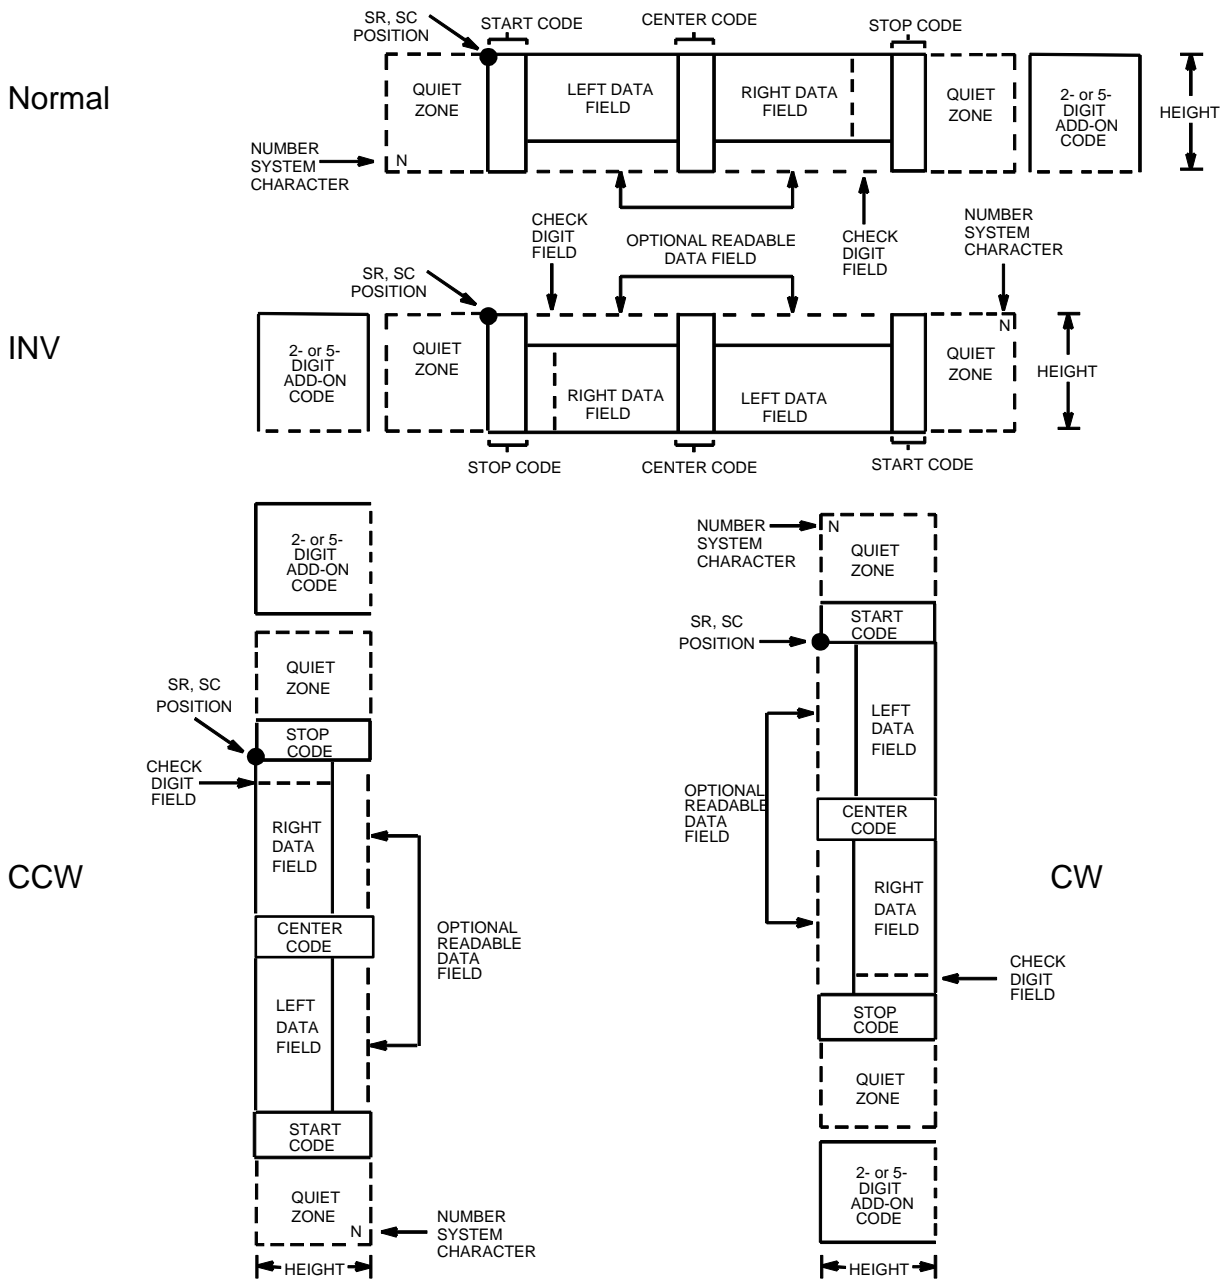 Normal
SR, SC
POSITION
START CODE
CENTER CODE
STOP CODE
QUIET
ZONE
LEFT DATA
FIELD
RIGHT DATA
FIELD
QUIET
ZONE
2- or 5-
DIGIT
ADD-ON
CODE
HEIGHT
NUMBER
SYSTEM
CHARACTER
N
CHECK
DIGIT
FIELD
OPTIONAL READABLE
DATA FIELD
CHECK
DIGIT
FIELD
NUMBER
SYSTEM
CHARACTER
INV
SR, SC
POSITION
2- or 5-
DIGIT
ADD-ON
CODE
QUIET
ZONE
RIGHT DATA
FIELD
LEFT DATA
FIELD
N
QUIET
ZONE
HEIGHT
STOP CODE
CENTER CODE
START CODE
CCW
2- or 5-
DIGIT
ADD-ON
CODE
QUIET
ZONE
SR, SC
POSITION
STOP
CODE
CHECK
DIGIT
FIELD
RIGHT
DATA
FIELD
CENTER
CODE
OPTIONAL
READABLE
DATA
FIELD
LEFT
DATA
FIELD
START
CODE
QUIET
ZONE
N
NUMBER
SYSTEM
CHARACTER
HEIGHT
CW
NUMBER
SYSTEM
CHARACTER
N
QUIET
ZONE
START
CODE
SR, SC
POSITION
LEFT
DATA
FIELD
OPTIONAL
READABLE
DATA
FIELD
CENTER
CODE
RIGHT
DATA
FIELD
CHECK
DIGIT
FIELD
STOP
CODE
QUIET
ZONE
2- or 5-
DIGIT
ADD-ON
CODE
HEIGHT